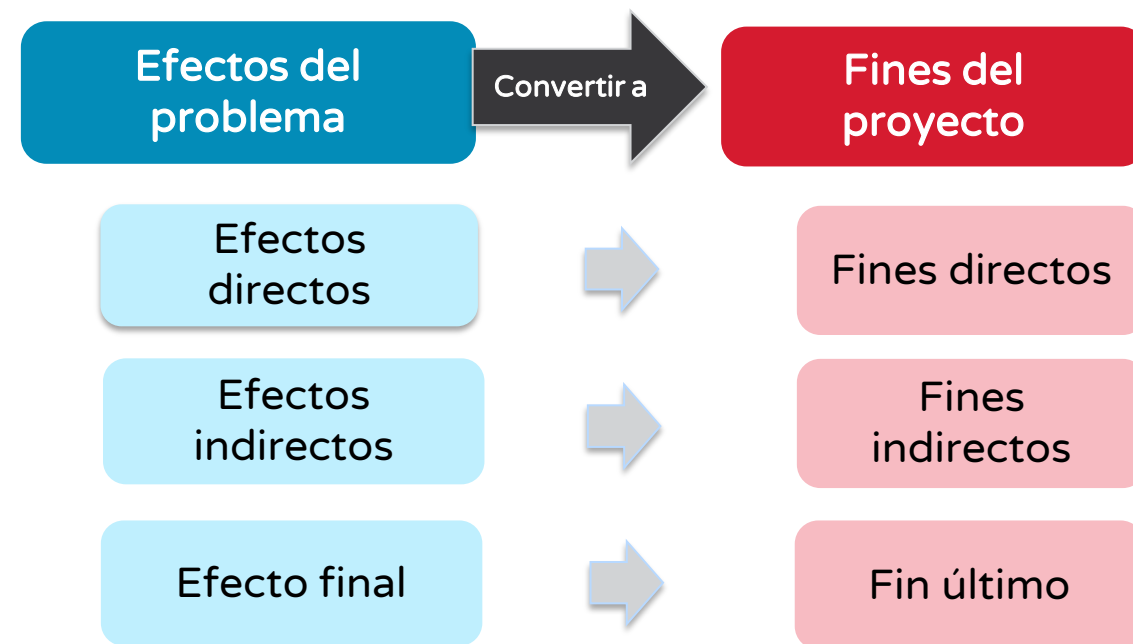 Efectos del
problema
Convertir a
Fines del
proyecto
Efectos
directos
Fines directos
Efectos
indirectos
Fines
indirectos
Efecto final
Fin último